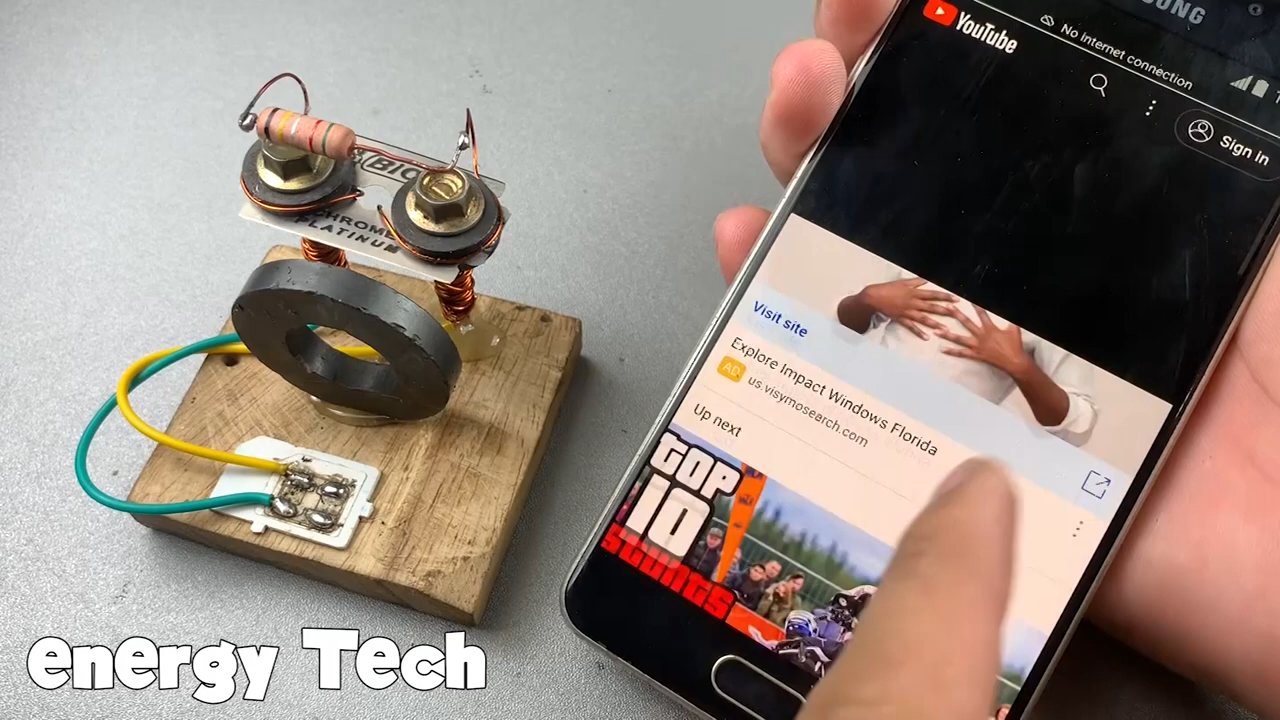 BIC
CHROME
PLATINUM
energy Tech
YouTube
No internet connection
Sign in
Visit site
Explore Impact Windows Florida
AD
us.visymosearch.com
Up next
TOP
10
STUNTS